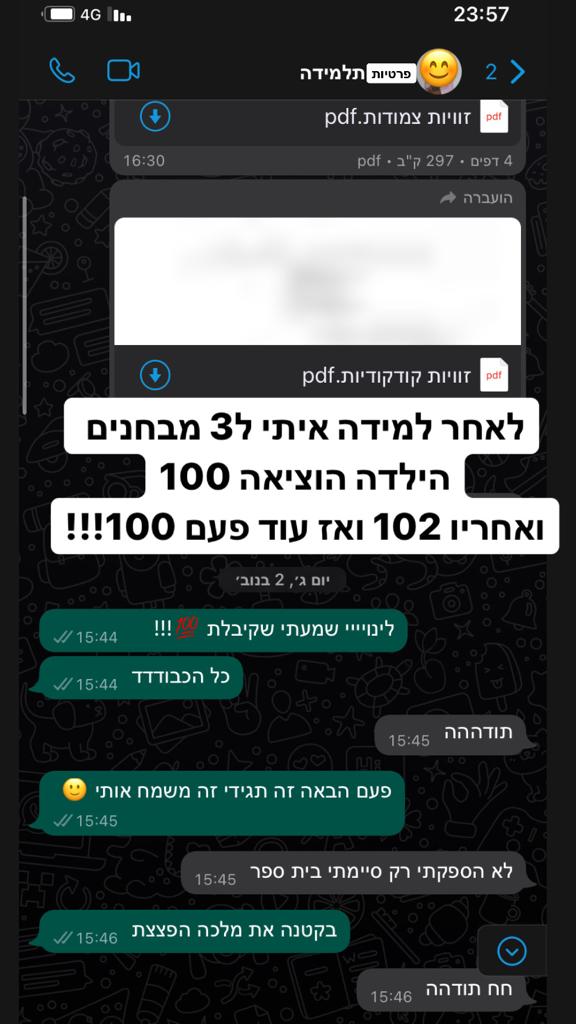 23:57
4G
2
תלמידה פרטיות
pdf
זוויות צמודות.pdf
4 דפים • 297 ק"ב • pdf
16:30
הועברה
pdf
זוויות קודקודיות.pdf
לאחר למידה איתי ל3 מבחנים
הילדה הוציאה 100
ואחריו 102 ואז עוד פעם 100!!!
יום ג׳, 2 בנוב׳
לינוייייי שמעתי שקיבלת 💯!!!
15:44
כל הכבודדדד
15:44
תודהההה
15:45
פעם הבאה זה תגידי זה משמח אותי 🙂
15:45
לא הספקתי רק סיימתי בית ספר
15:45
בקטנה את מלכה הפצצת
15:46
חח תודהה
15:46